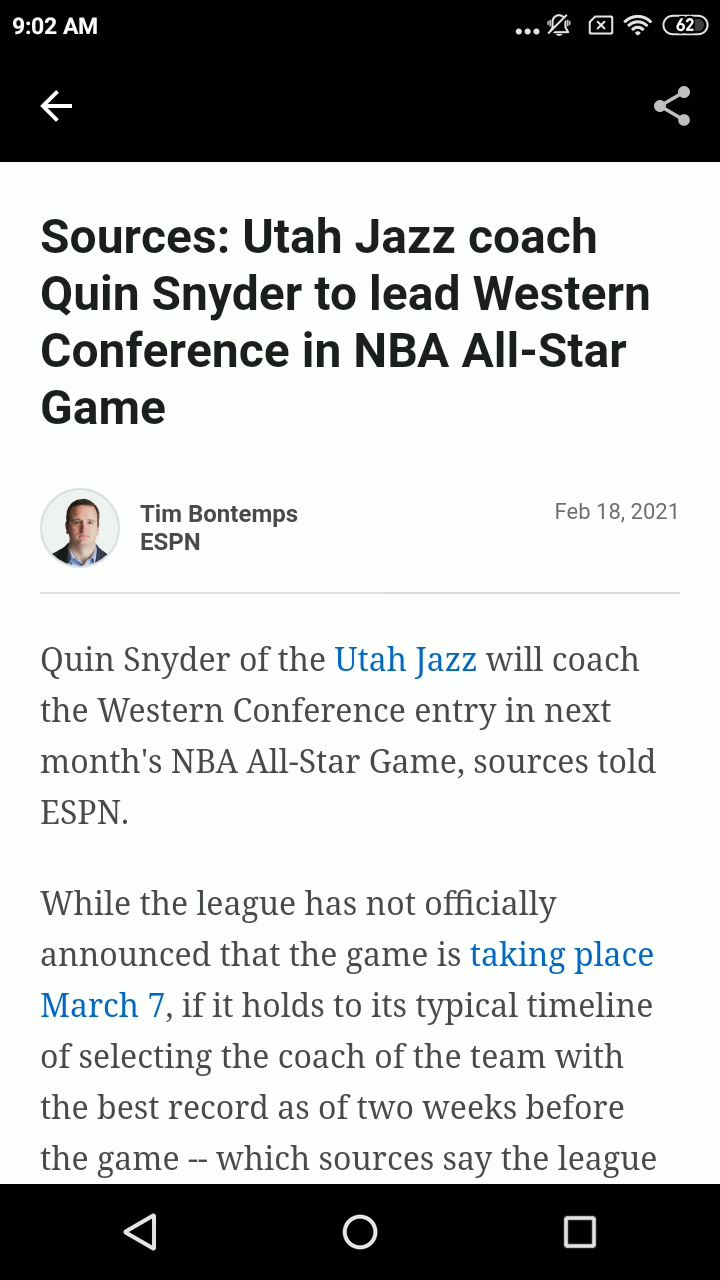 9:02 AM
62
Sources: Utah Jazz coach
Quin Snyder to lead Western
Conference in NBA All-Star
Game
Tim Bontemps
ESPN
Feb 18, 2021
Quin Snyder of the Utah Jazz will coach
the Western Conference entry in next
month's NBA All-Star Game, sources told
ESPN.
While the league has not officially
announced that the game is taking place
March 7, if it holds to its typical timeline
of selecting the coach of the team with
the best record as of two weeks before
the game -- which sources say the league